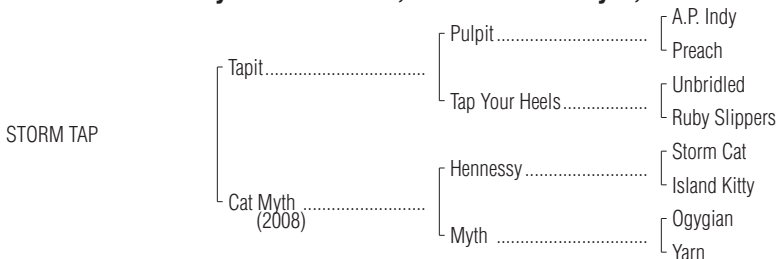 A.P. Indy
Pulpit
Preach
Tapit
Unbridled
Tap Your Heels
Ruby Slippers
STORM TAP
Storm Cat
Hennessy
Island Kitty
Cat Myth
(2008)
Ogygian
Myth
Yarn